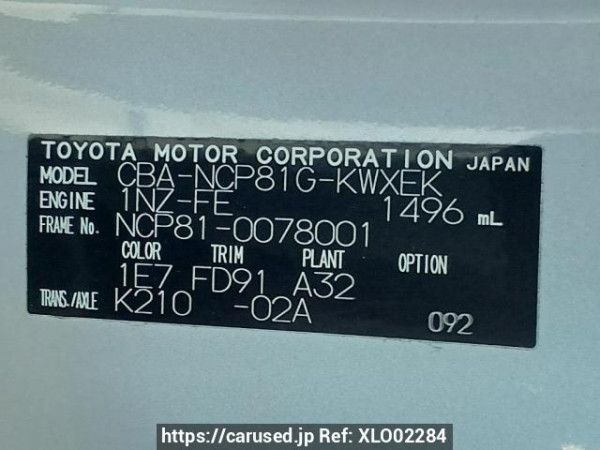 TOYOTA MOTOR CORPORATION JAPAN
MODEL CBA-NCP81G-KWXEK
ENGINE 1NZ-FE 1496 mL
FRAME No. NCP81-0078001
COLOR TRIM PLANT OPTION
1E7 FD91 A32
TRANS./AXLE K210 -02A
092
https://carused.jp Ref: XLO02284